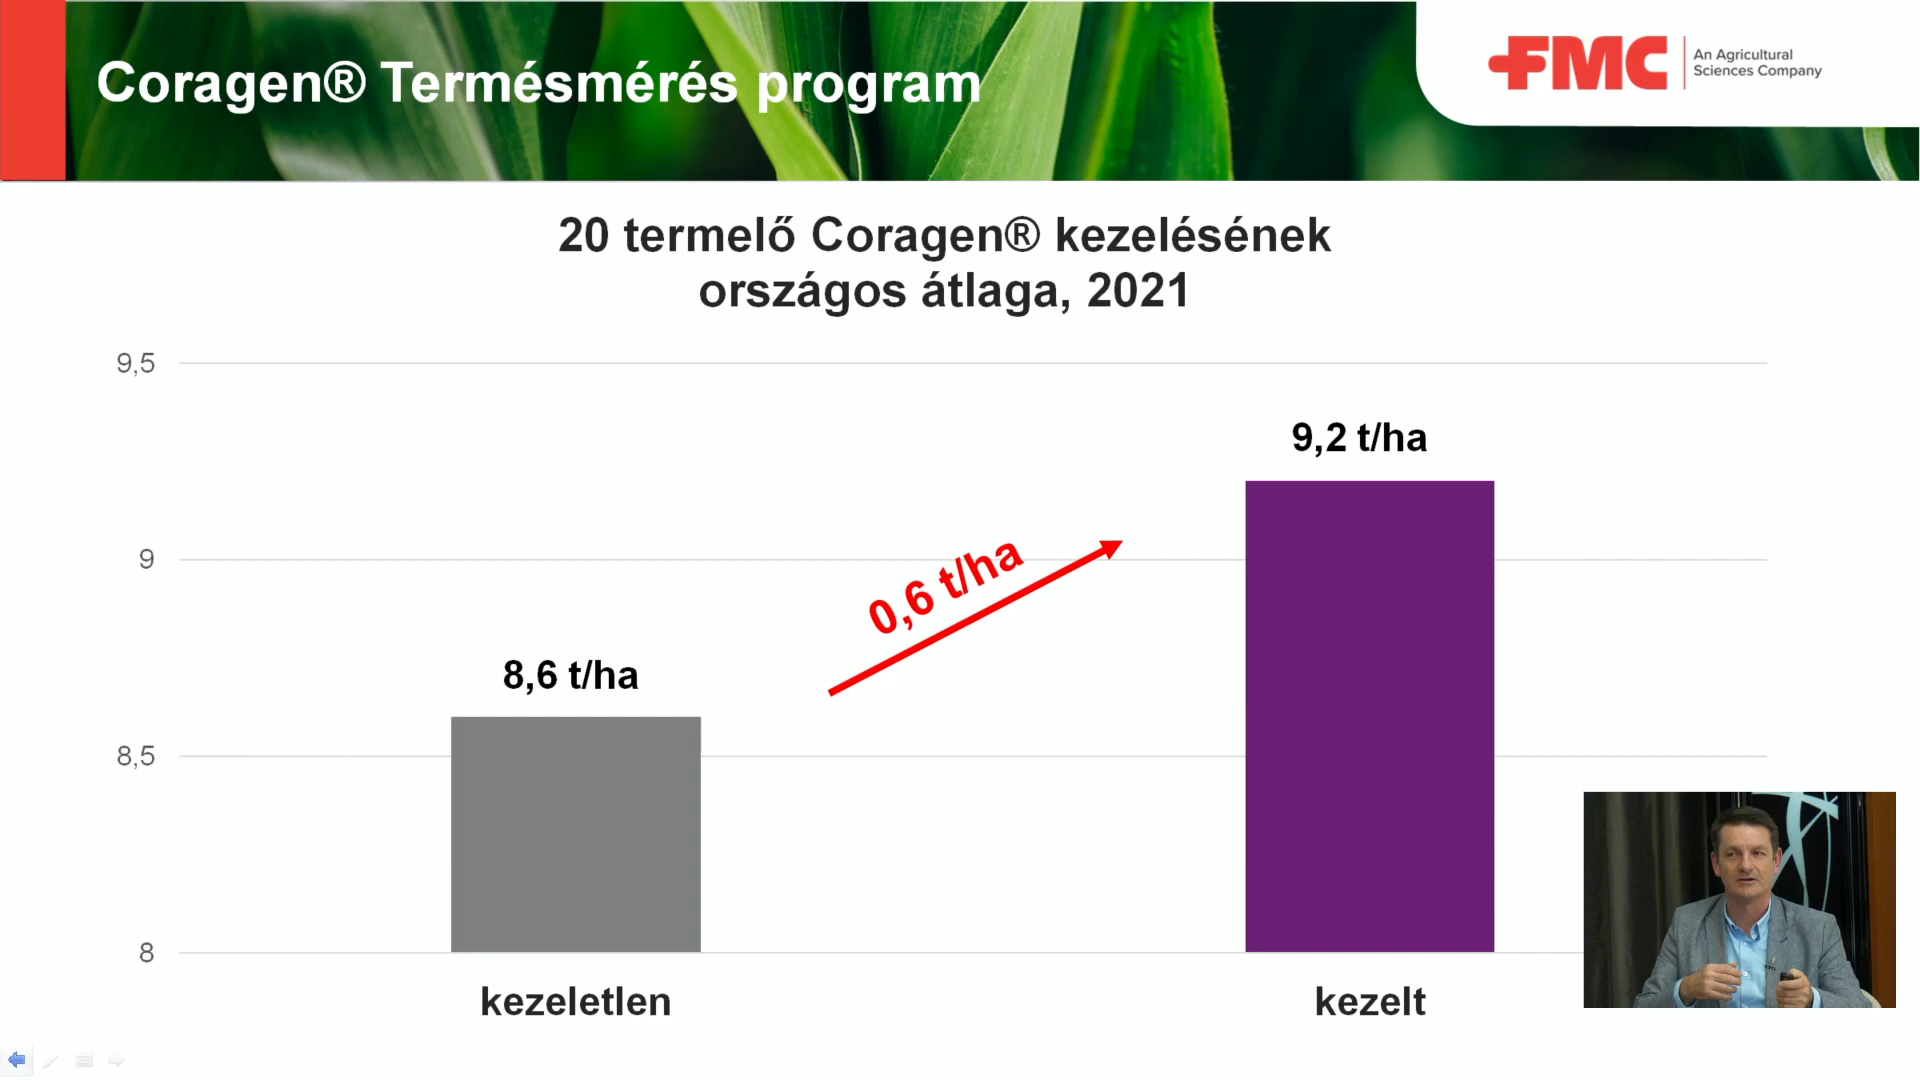 Coragen® Termésmérés program
FMC
An Agricultural
Sciences Company
20 termelő Coragen® kezelésének
országos átlaga, 2021
9,5
9
8,5
8
8,6 t/ha
0,6 t/ha
9,2 t/ha
kezeletlen
kezelt